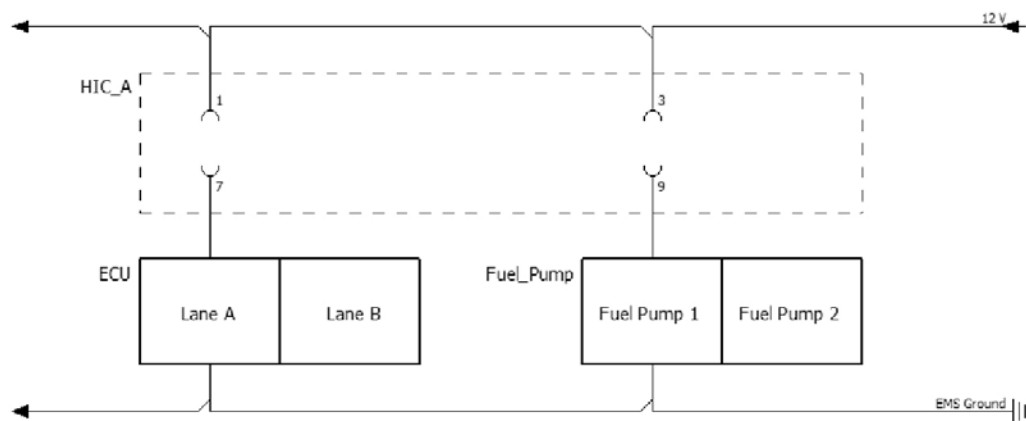 12 V
HIC_A
1
3
7
9
ECU
Fuel_Pump
Lane A
Lane B
Fuel Pump 1
Fuel Pump 2
EMS Ground